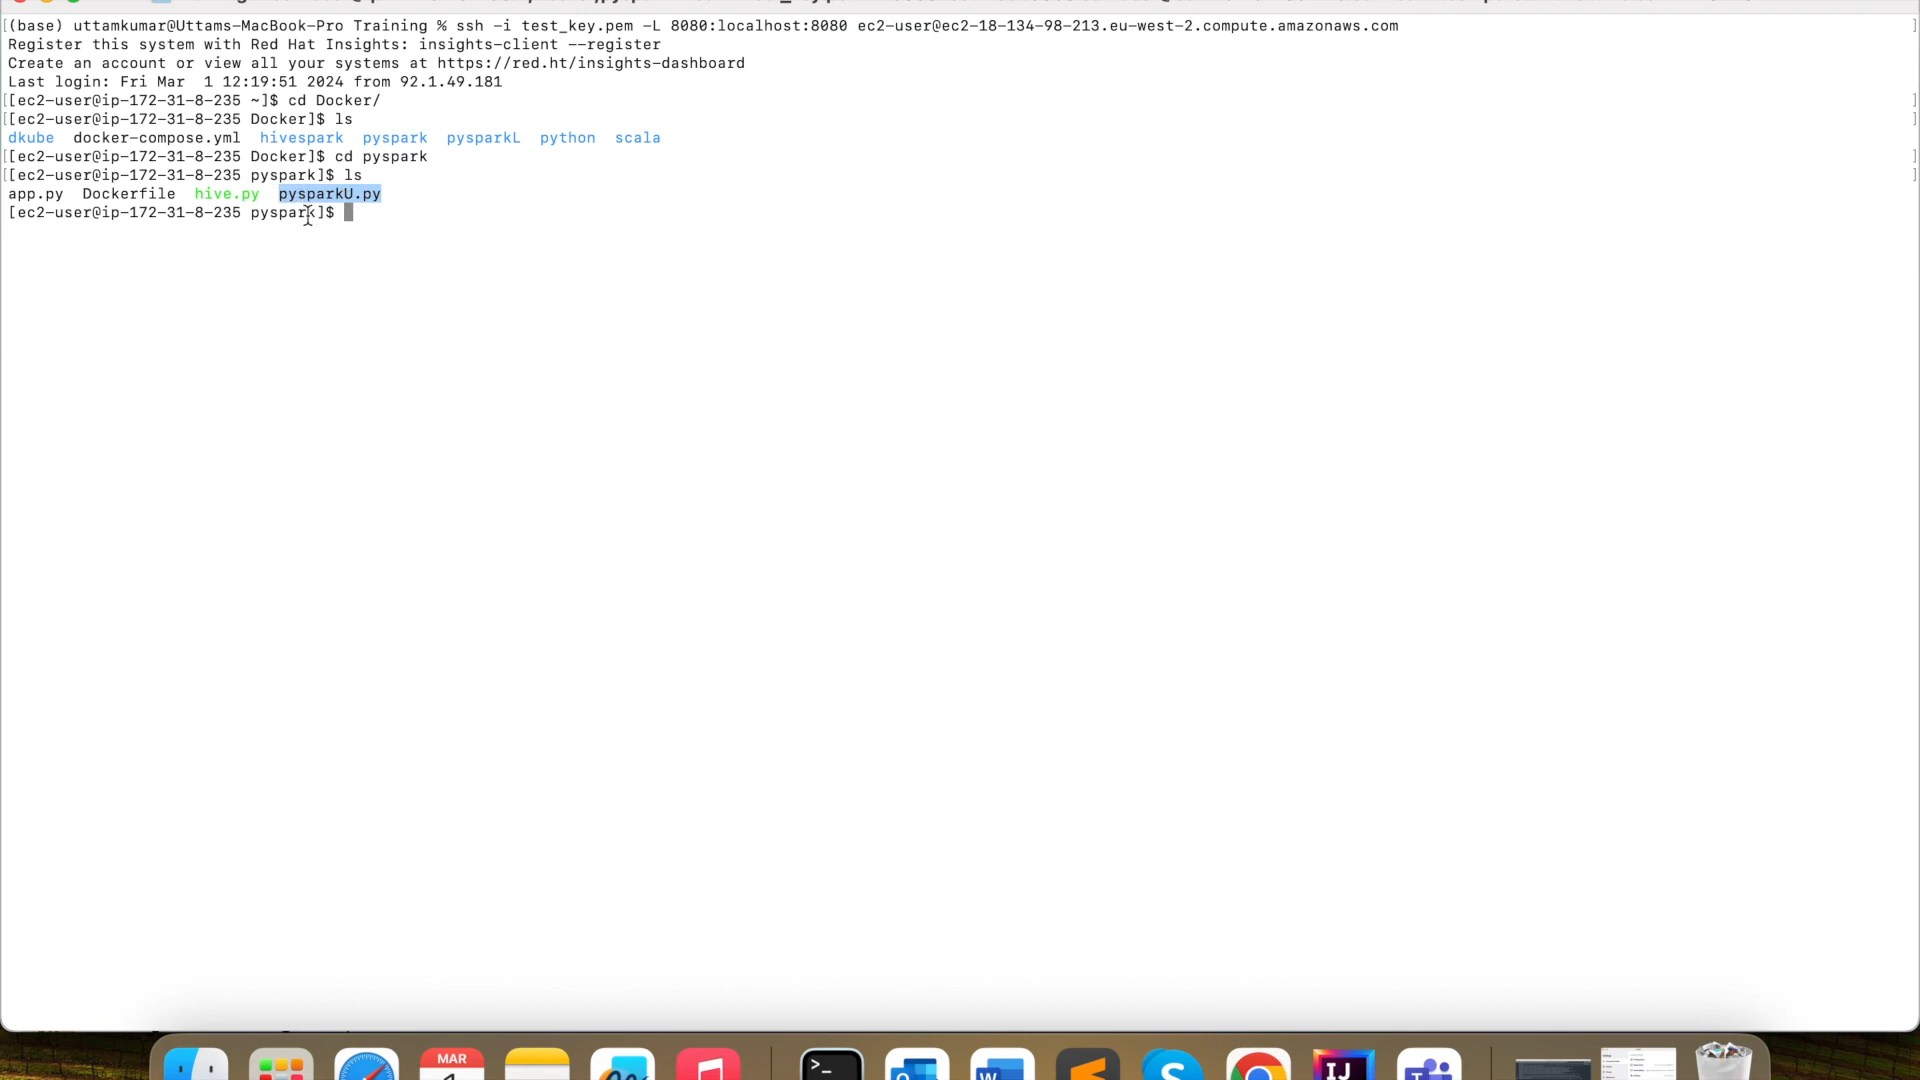 (base) uttamkumar@Uttams-MacBook-Pro Training % ssh -i test_key.pem -L 8080:localhost:8080 ec2-user@ec2-18-134-98-213.eu-west-2.compute.amazonaws.com
Register this system with Red Hat Insights: insights-client --register
Create an account or view all your systems at https://red.ht/insights-dashboard
Last login: Fri Mar  1 12:19:51 2024 from 92.1.49.181
[[ec2-user@ip-172-31-8-235 ~]$ cd Docker/
[[ec2-user@ip-172-31-8-235 Docker]$ ls
dkube  docker-compose.yml  hivespark  pyspark  pysparkL  python  scala
[[ec2-user@ip-172-31-8-235 Docker]$ cd pyspark
[[ec2-user@ip-172-31-8-235 pyspark]$ ls
app.py  Dockerfile  hive.py  pysparkU.py
[ec2-user@ip-172-31-8-235 pyspark]$
MAR